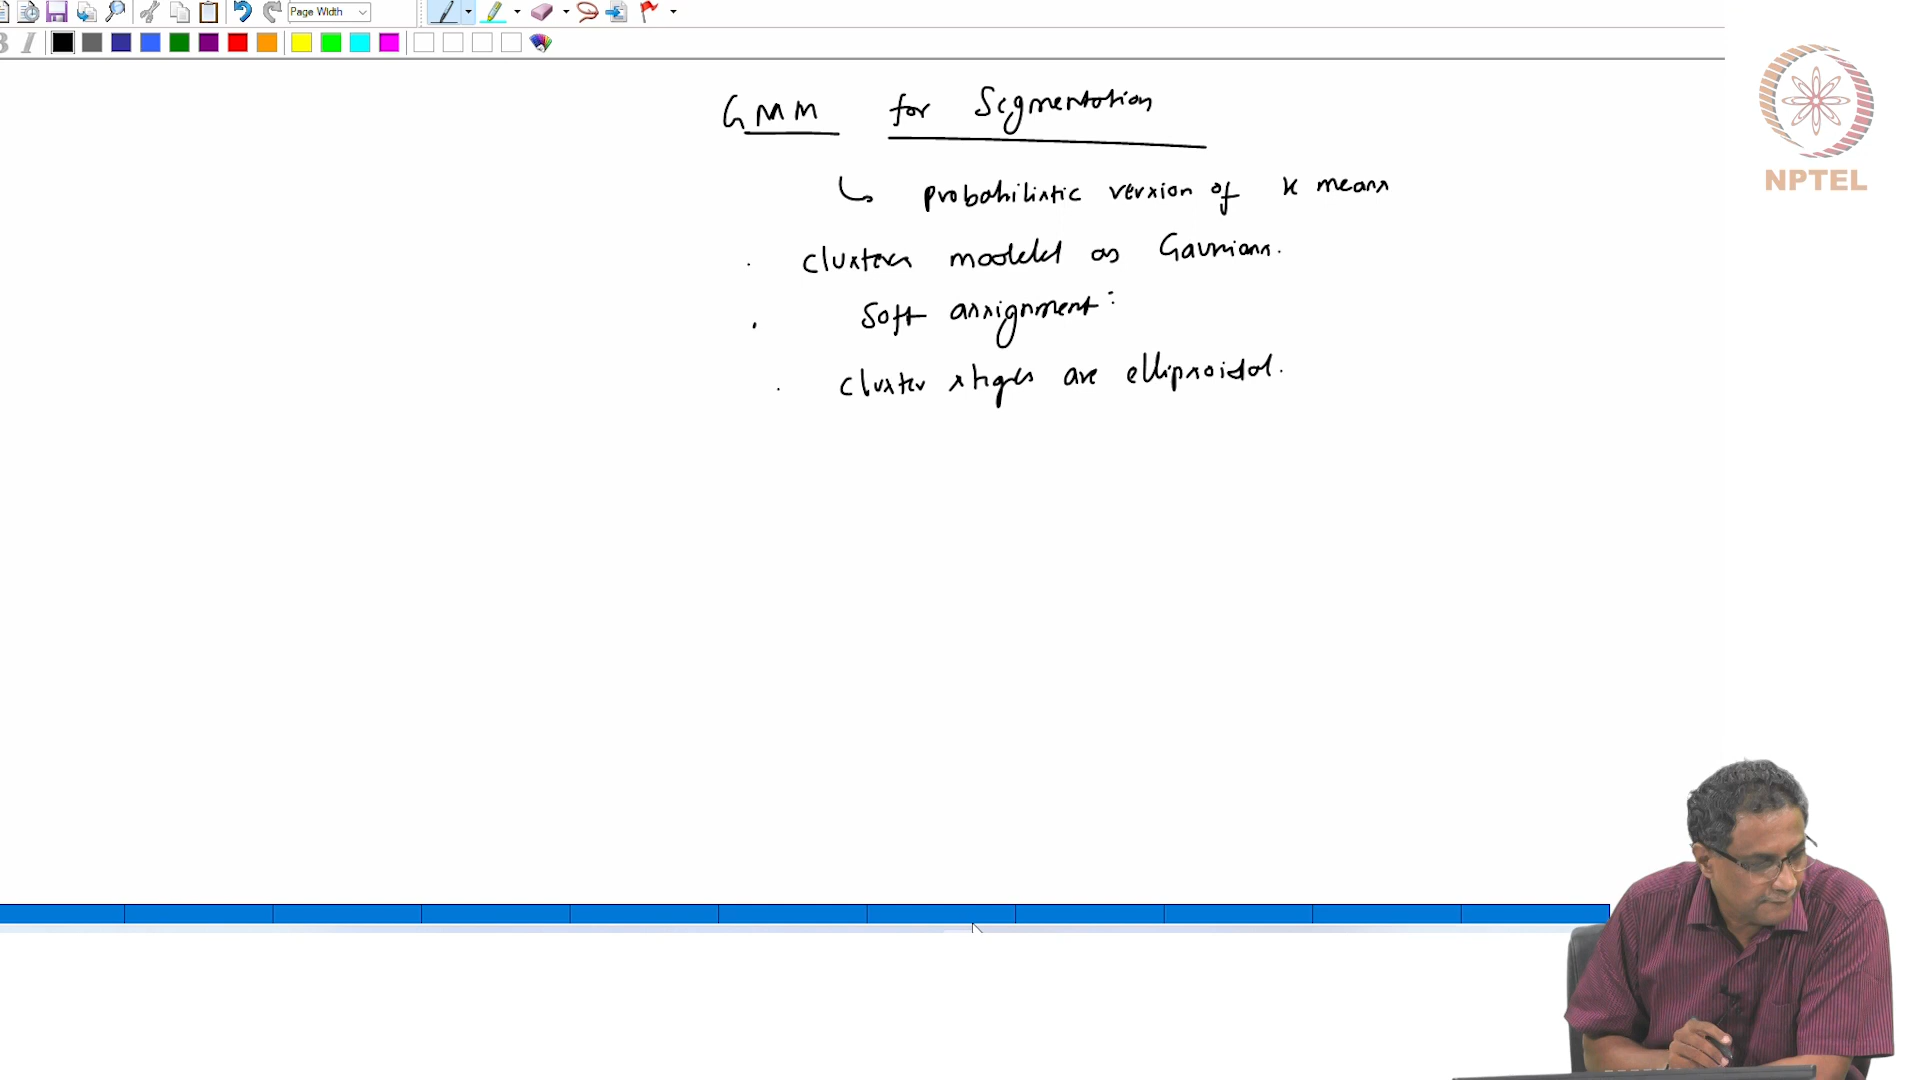 Page Width
GMM for Segmentation
NPTEL
probabilistic version of K means
. Clusters modeled as Gaussians.
. Soft assignment:
. Cluster shapes are ellipsoidal.